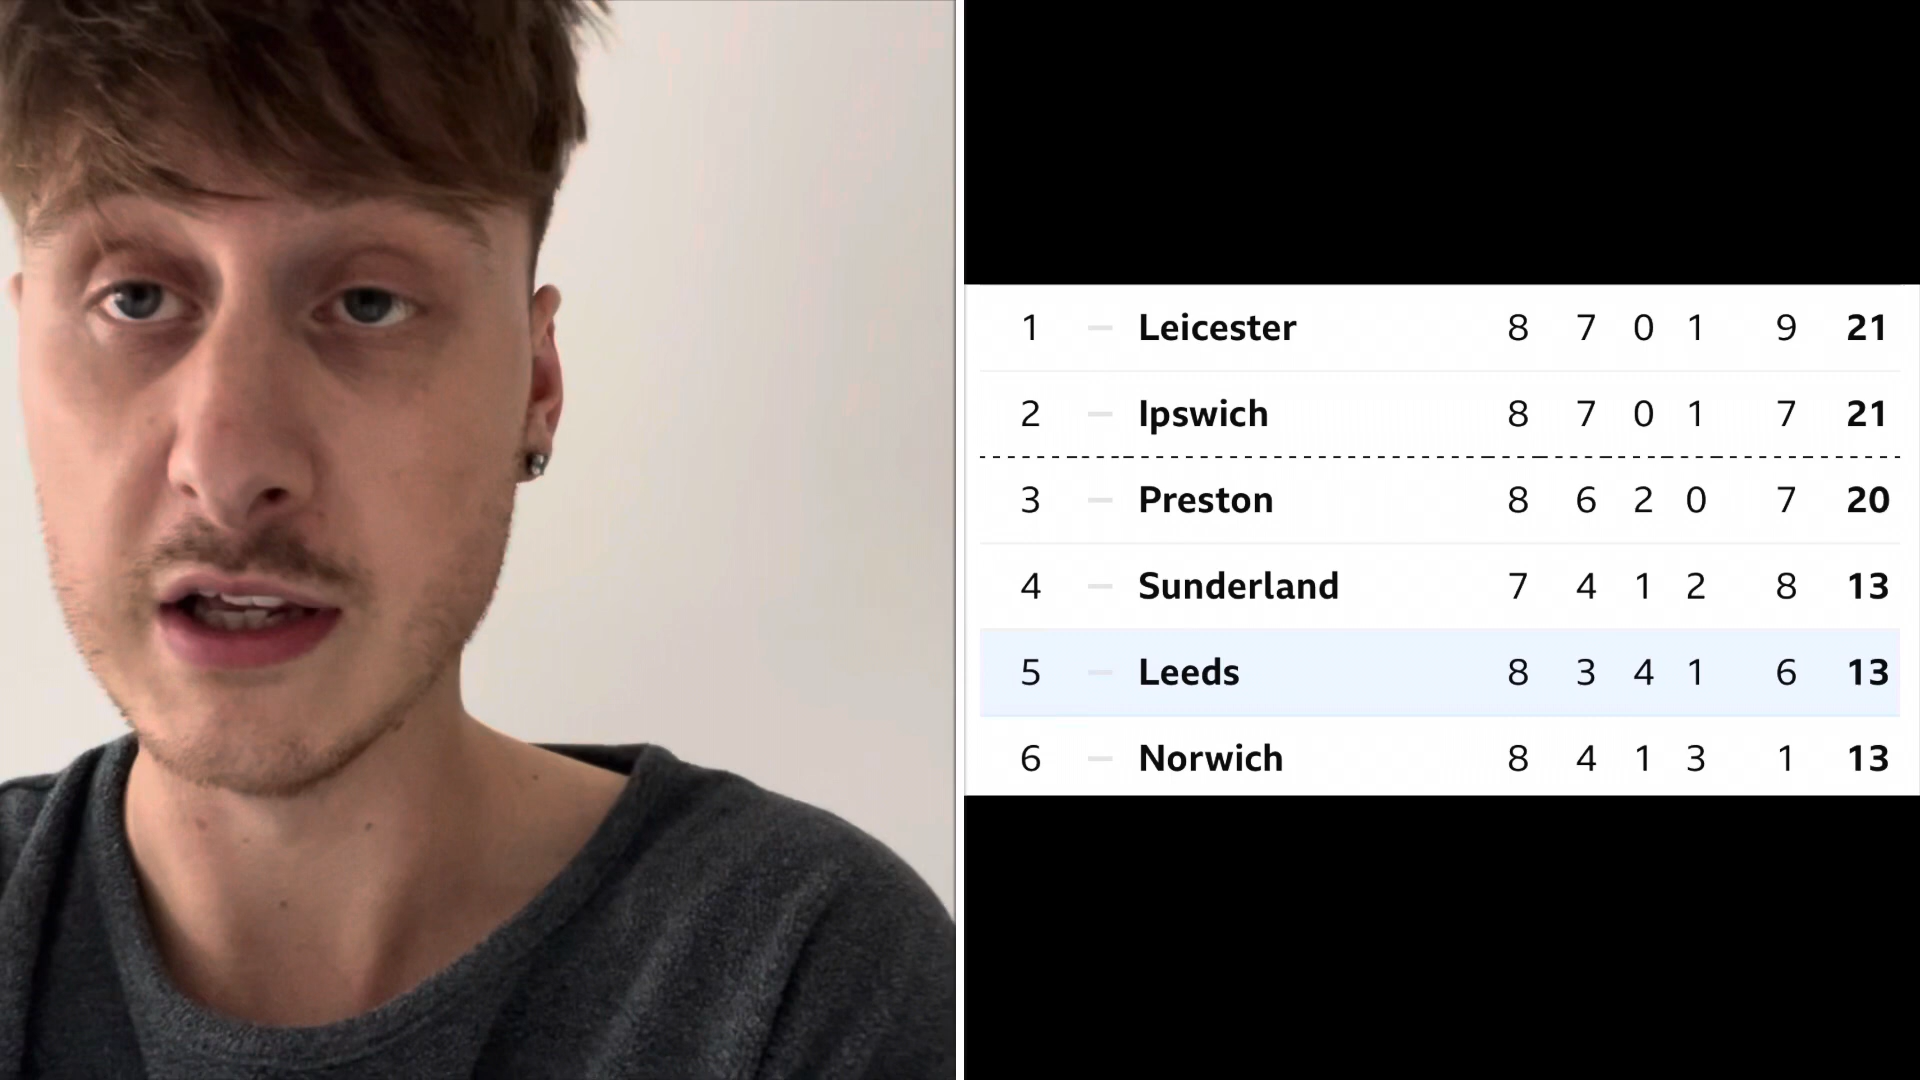 1 – Leicester 8 7 0 1 9 21
2 – Ipswich 8 7 0 1 7 21
3 – Preston 8 6 2 0 7 20
4 – Sunderland 7 4 1 2 8 13
5 – Leeds 8 3 4 1 6 13
6 – Norwich 8 4 1 3 1 13